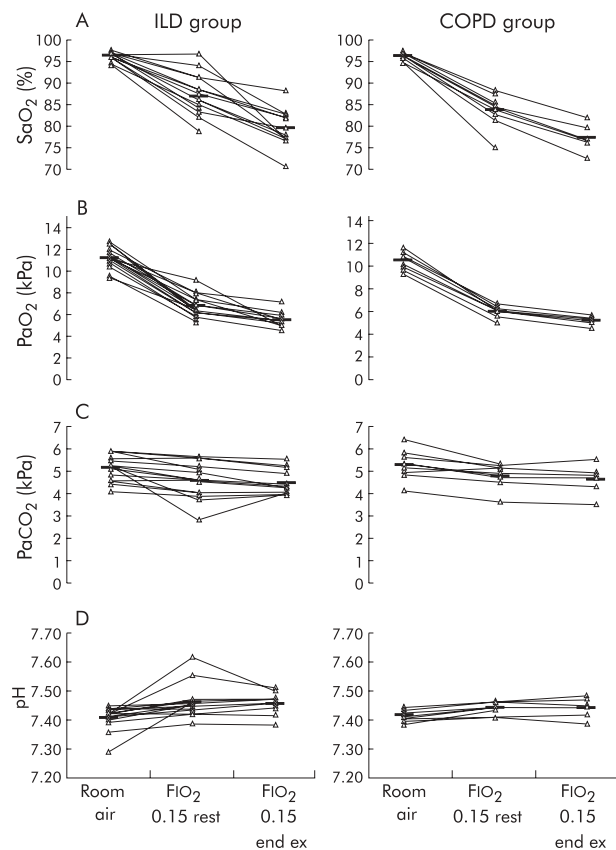 A ILD group COPD group
SaO2 (%)
100 100
95 95
90 90
85 85
80 80
75 75
70 70
B
PaO2 (kPa)
14 14
12 12
10 10
8 8
6 6
4 4
2 2
0 0
C
PaCO2 (kPa)
7 7
6 6
5 5
4 4
3 3
2 2
1 1
0 0
D
pH
7.70 7.70
7.60 7.60
7.50 7.50
7.40 7.40
7.30 7.30
7.20 7.20
Room FIO2 FIO2 Room FIO2 FIO2
air 0.15 rest 0.15 air 0.15 rest 0.15
end ex end ex